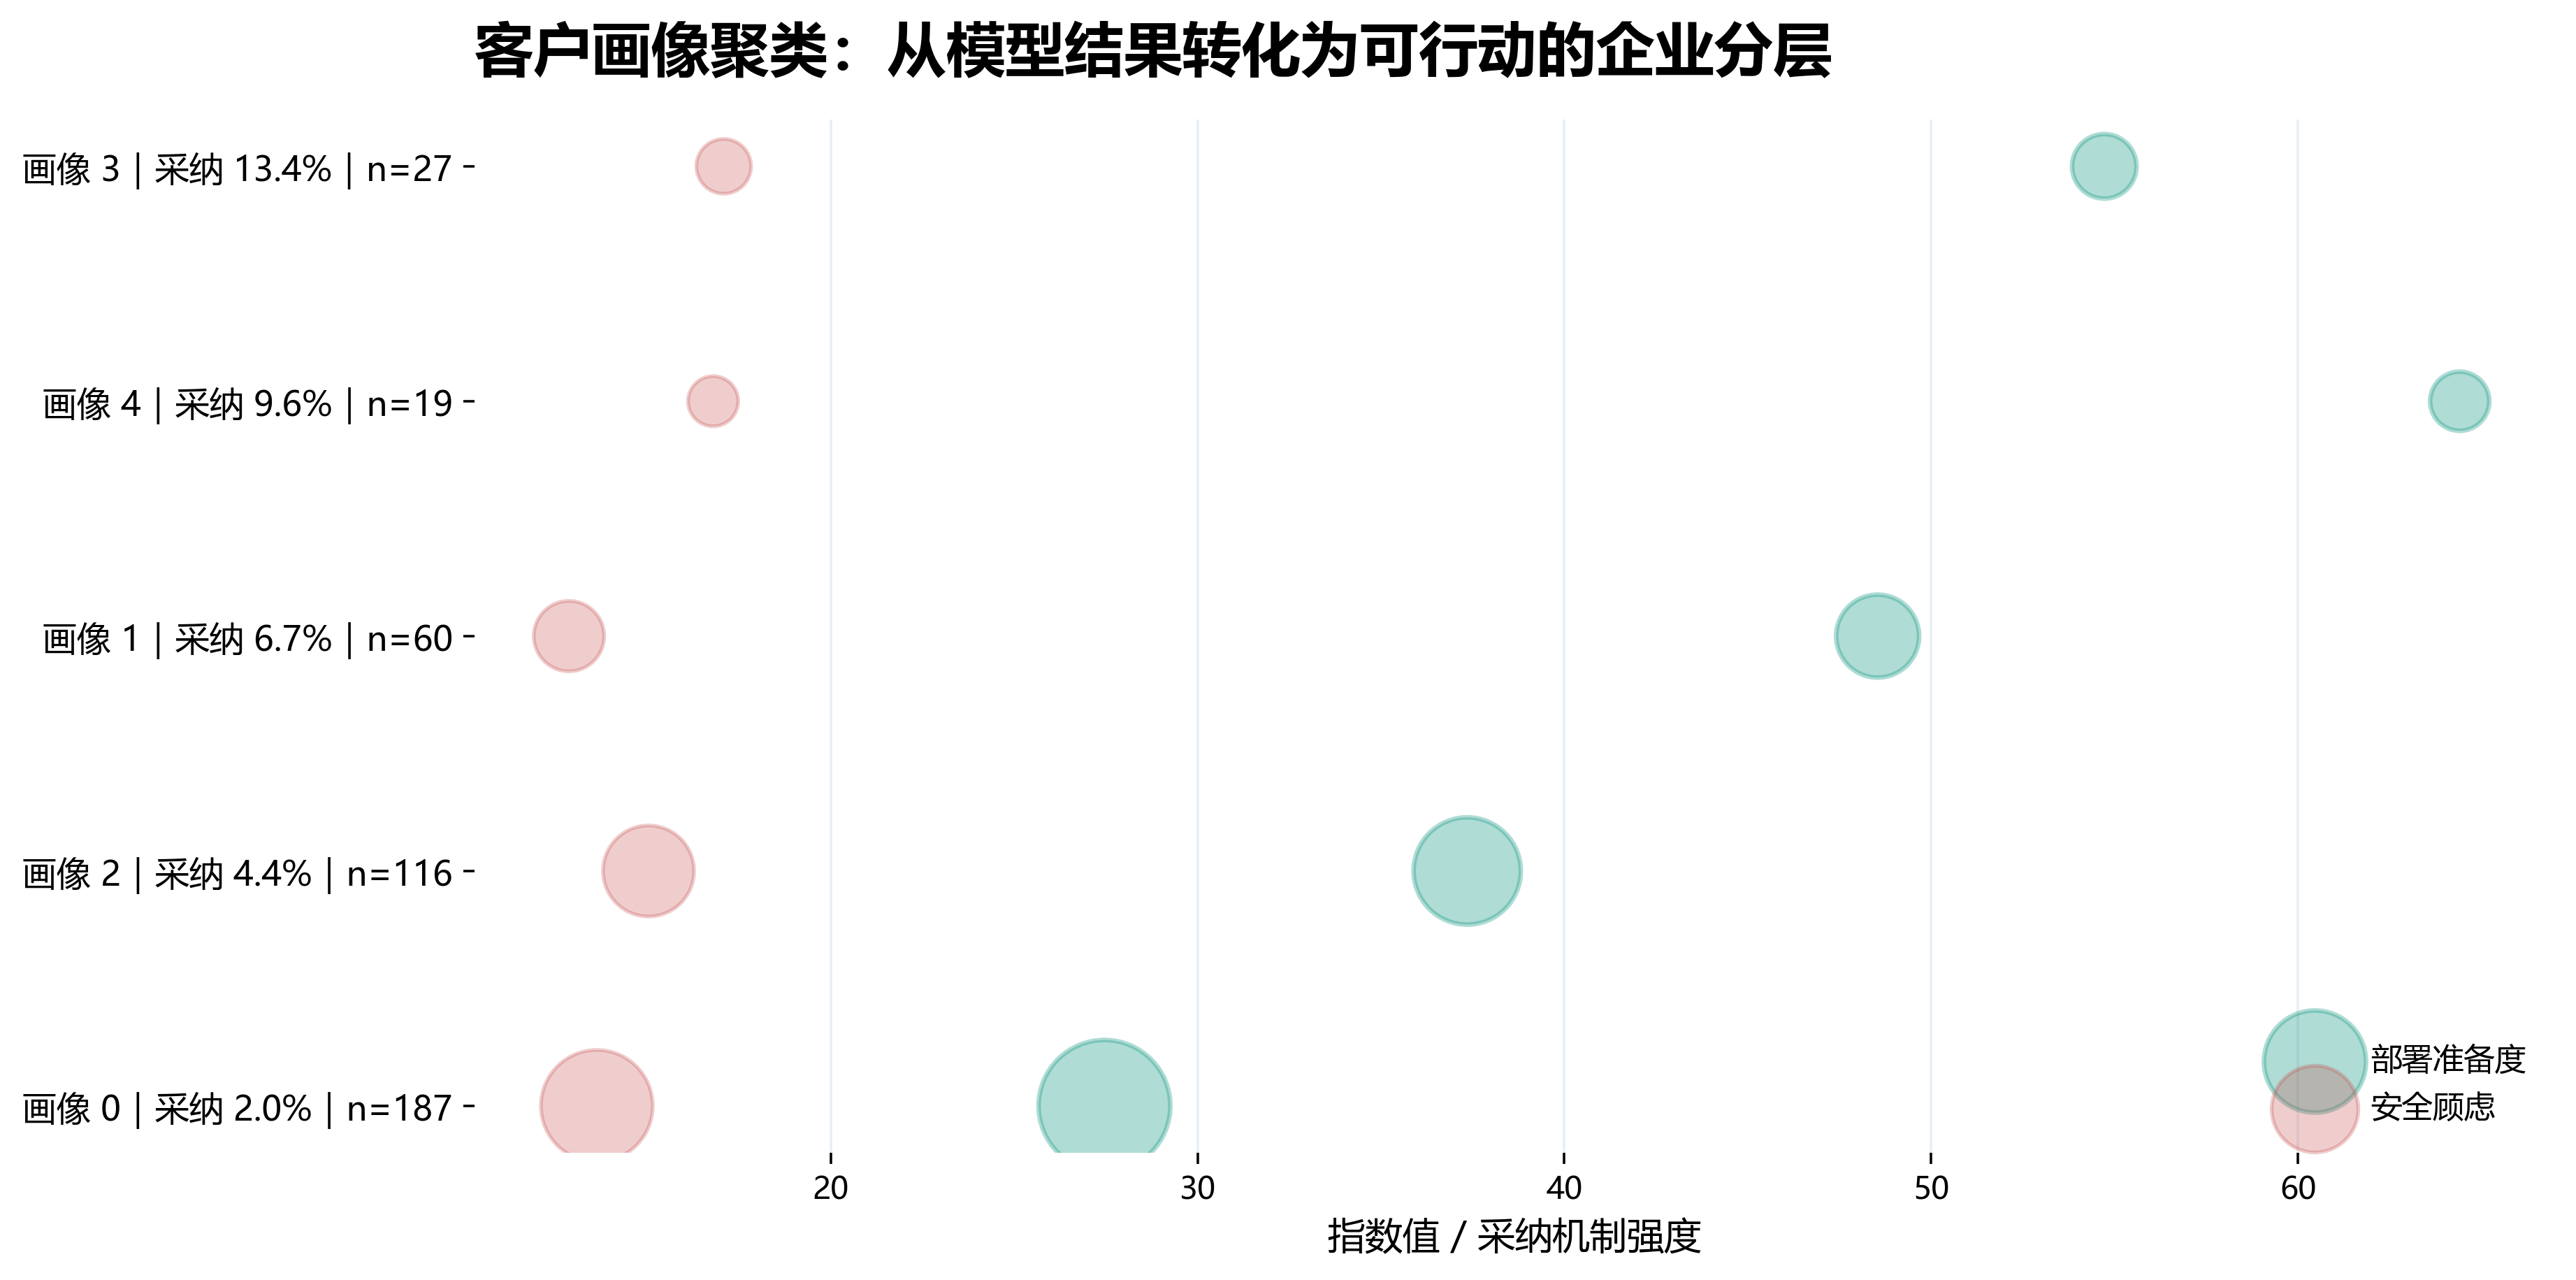 客户画像聚类：从模型结果转化为可行动的企业分层
画像 3｜采纳 13.4%｜n=27
画像 4｜采纳 9.6%｜n=19
画像 1｜采纳 6.7%｜n=60
画像 2｜采纳 4.4%｜n=116
画像 0｜采纳 2.0%｜n=187
部署准备度
安全顾虑
20 30 40 50 60
指数值 / 采纳机制强度